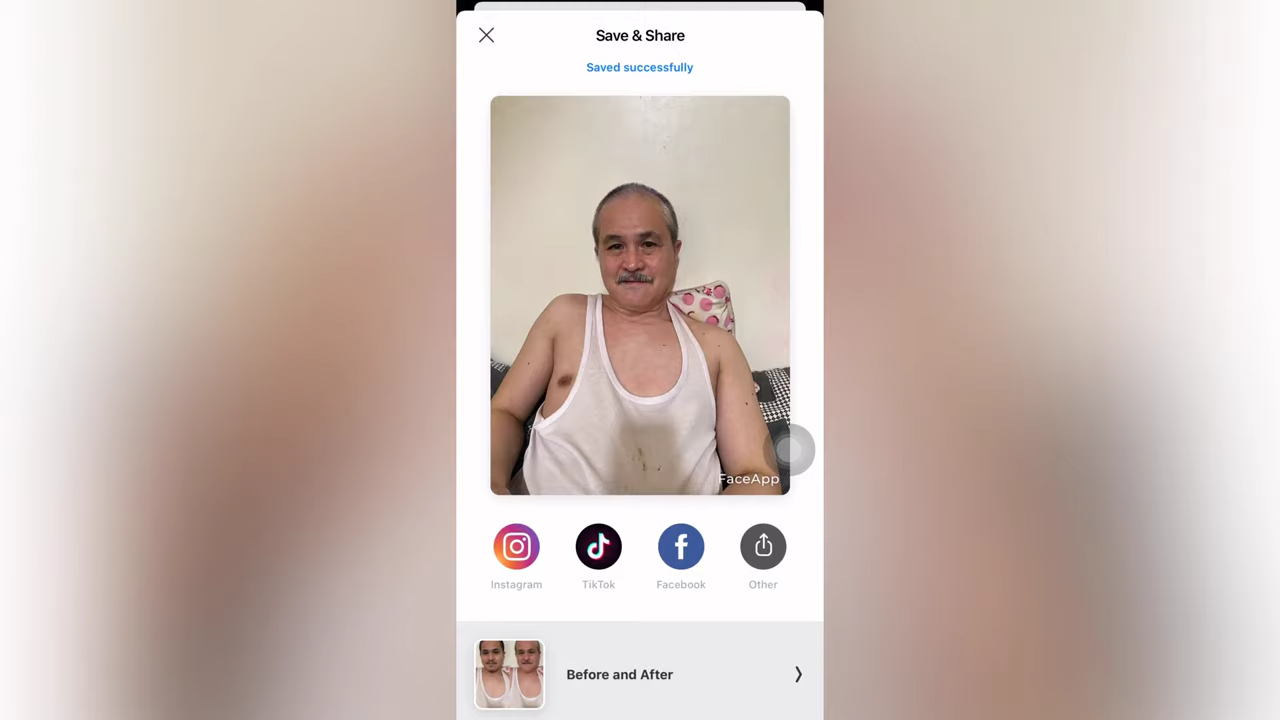 Save & Share
Saved successfully
FaceApp
Instagram
TikTok
Facebook
Other
Before and After